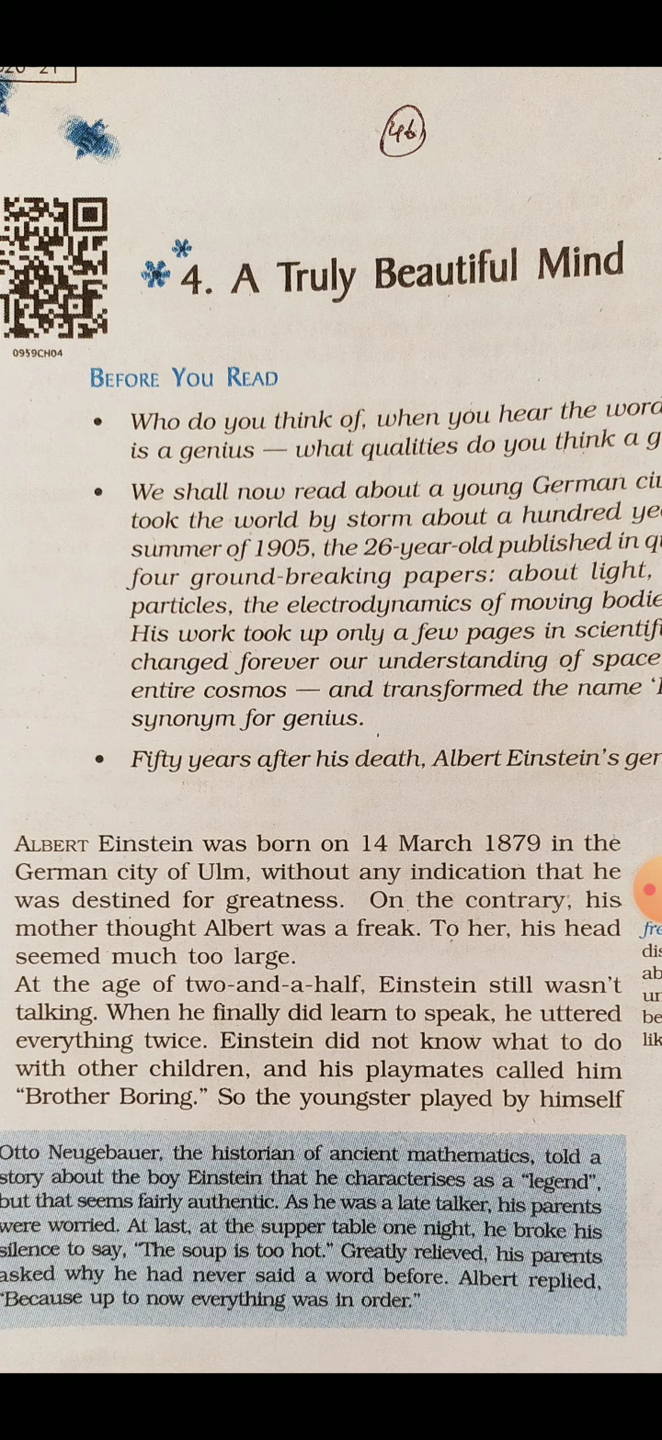 46
0959CH04
4. A Truly Beautiful Mind
BEFORE YOU READ
• Who do you think of, when you hear the word
is a genius — what qualities do you think a g
• We shall now read about a young German civ
took the world by storm about a hundred ye
summer of 1905, the 26-year-old published in qu
four ground-breaking papers: about light,
particles, the electrodynamics of moving bodie
His work took up only a few pages in scientif
changed forever our understanding of space
entire cosmos — and transformed the name ‘
synonym for genius.
• Fifty years after his death, Albert Einstein’s gen
ALBERT Einstein was born on 14 March 1879 in the
German city of Ulm, without any indication that he
was destined for greatness. On the contrary, his
mother thought Albert was a freak. To her, his head
seemed much too large.
At the age of two-and-a-half, Einstein still wasn’t
talking. When he finally did learn to speak, he uttered
everything twice. Einstein did not know what to do
with other children, and his playmates called him
“Brother Boring.” So the youngster played by himself
fre
dis
ab
un
be
lik
Otto Neugebauer, the historian of ancient mathematics, told a
story about the boy Einstein that he characterises as a “legend”,
but that seems fairly authentic. As he was a late talker, his parents
were worried. At last, at the supper table one night, he broke his
silence to say, “The soup is too hot.” Greatly relieved, his parents
asked why he had never said a word before. Albert replied,
“Because up to now everything was in order.”